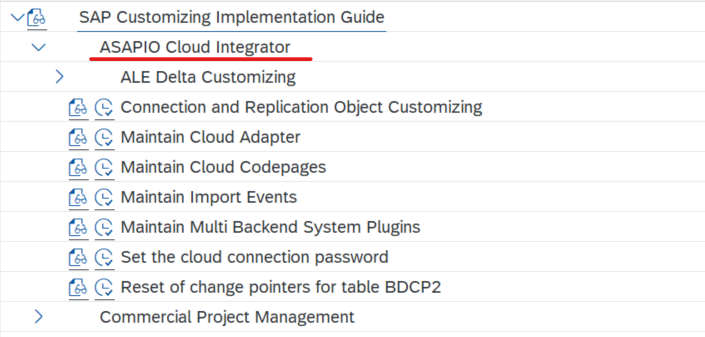 SAP Customizing Implementation Guide
ASAPIO Cloud Integrator
ALE Delta Customizing
Connection and Replication Object Customizing
Maintain Cloud Adapter
Maintain Cloud Codepages
Maintain Import Events
Maintain Multi Backend System Plugins
Set the cloud connection password
Reset of change pointers for table BDCP2
Commercial Project Management